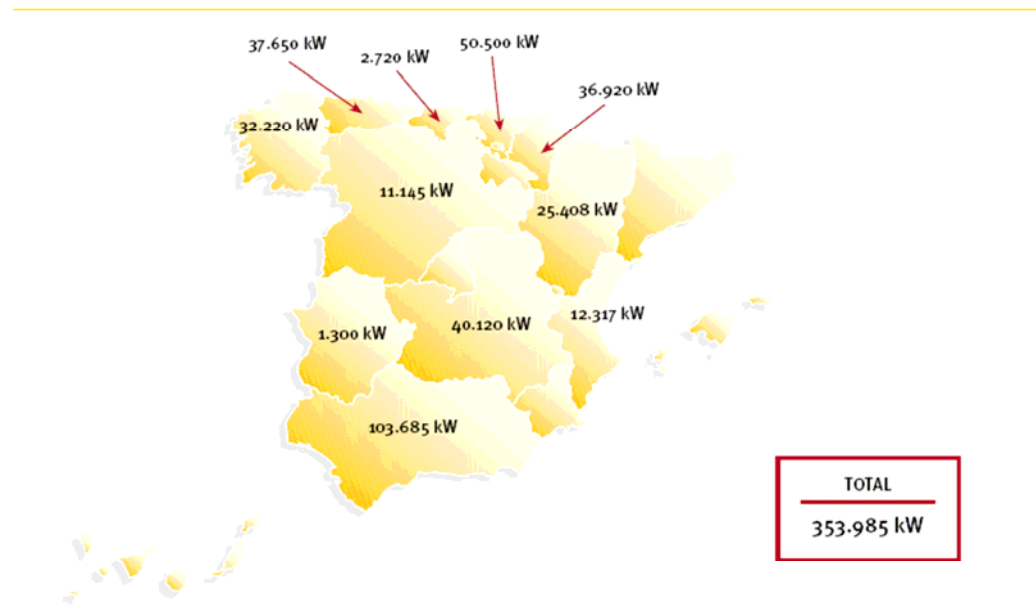 50.500 kW
37.650 kW
2.720 kW
36.920 kW
32.220 kW
11.145 kW
25.408 kW
12.317 kW
40.120 kW
1.300 kW
103.685 kW
TOTAL
353.985 kW